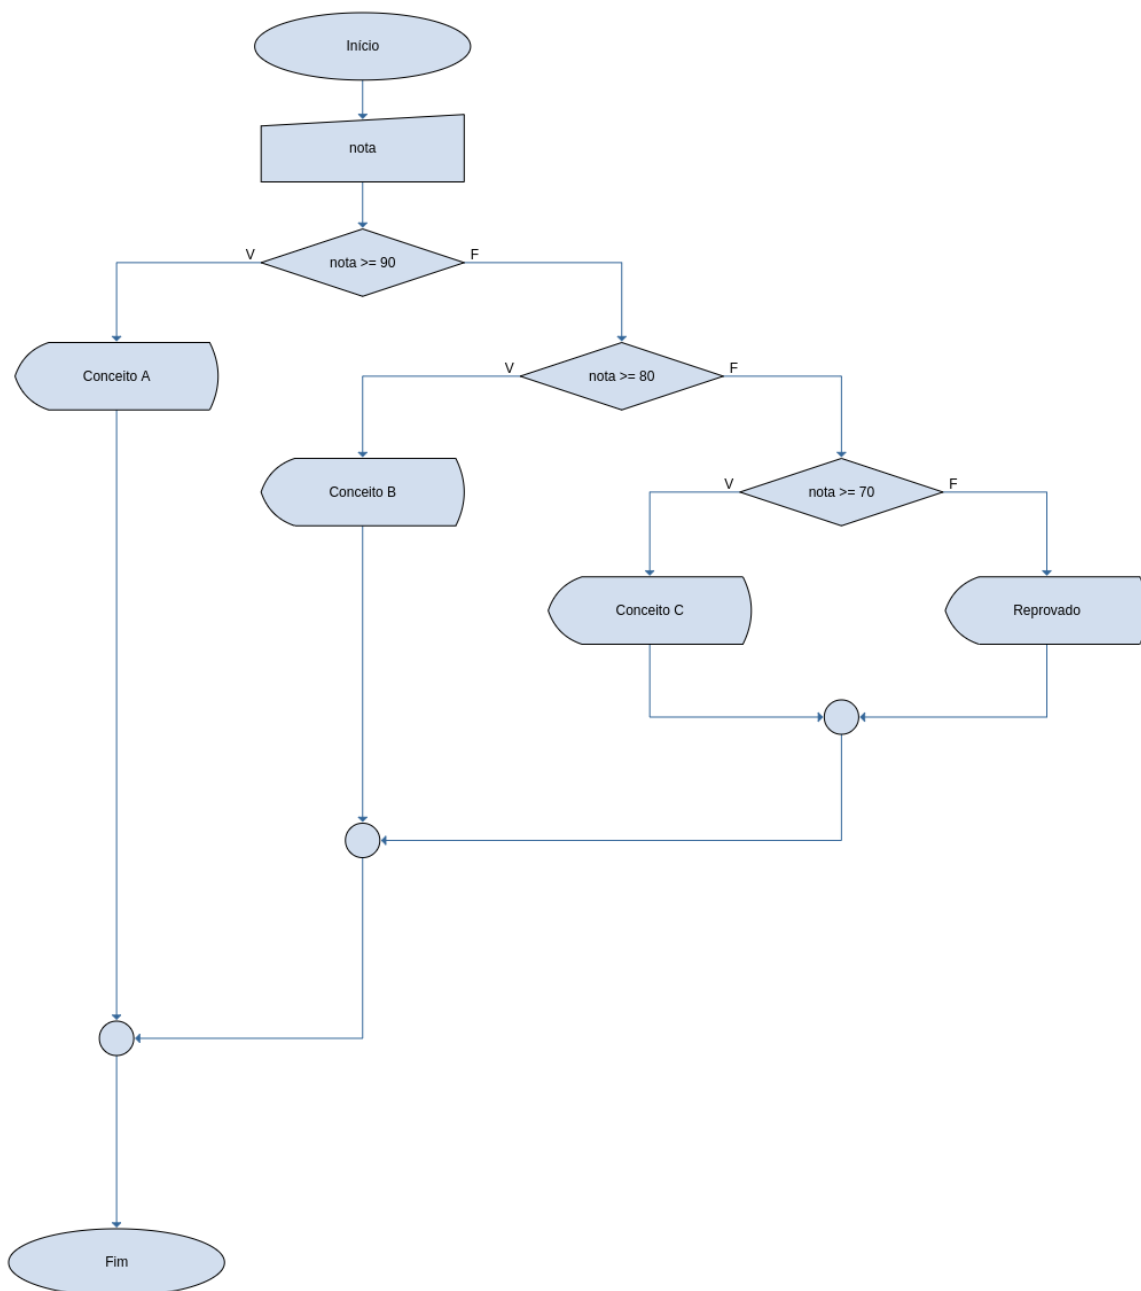 Início
nota
V
nota >= 90
F
Conceito A
V
nota >= 80
F
Conceito B
V
nota >= 70
F
Conceito C
Reprovado
Fim